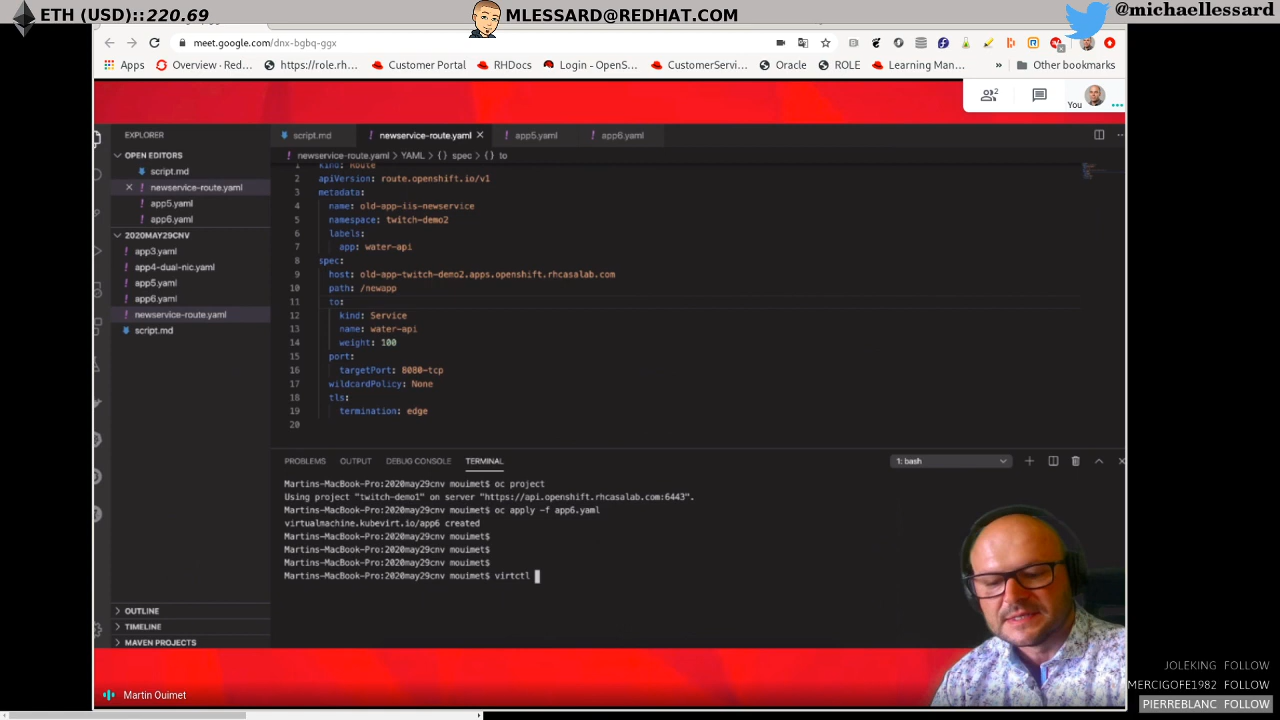 ETH (USD)::220.69
MLESSARD@REDHAT.COM
@michaellessard
meet.google.com/dnx-bgbq-ggx
Apps
Overview - Red...
https://role.rh...
Customer Portal
RHDocs
Login - OpenS...
CustomerServi...
Oracle
ROLE
Learning Man...
»
Other bookmarks
2
You
EXPLORER
script.md
newservice-route.yaml
app5.yaml
app6.yaml
OPEN EDITORS
script.md
newservice-route.yaml
app5.yaml
app6.yaml
2020MAY29CNV
app3.yaml
app4-dual-nic.yaml
app5.yaml
app6.yaml
newservice-route.yaml
script.md
OUTLINE
TIMELINE
MAVEN PROJECTS
newservice-route.yaml > YAML > {} spec > {} to
1 kind: Route
2 apiVersion: route.openshift.io/v1
3 metadata:
4 name: old-app-iis-newservice
5 namespace: twitch-demo2
6 labels:
7 app: water-api
8 spec:
9 host: old-app-twitch-demo2.apps.openshift.rhcasalab.com
10 path: /newapp
11 to:
12 kind: Service
13 name: water-api
14 weight: 100
15 port:
16 targetPort: 8080-tcp
17 wildcardPolicy: None
18 tls:
19 termination: edge
20
PROBLEMS
OUTPUT
DEBUG CONSOLE
TERMINAL
1: bash
Martins-MacBook-Pro:2020may29cnv mouimet$ oc project
Using project "twitch-demo1" on server "https://api.openshift.rhcasalab.com:6443".
Martins-MacBook-Pro:2020may29cnv mouimet$ oc apply -f app6.yaml
virtualmachine.kubevirt.io/app6 created
Martins-MacBook-Pro:2020may29cnv mouimet$
Martins-MacBook-Pro:2020may29cnv mouimet$
Martins-MacBook-Pro:2020may29cnv mouimet$
Martins-MacBook-Pro:2020may29cnv mouimet$ virtctl
Martin Ouimet
JOLEKING FOLLOW
MERCIGOFE1982 FOLLOW
PIERREBLANC FOLLOW